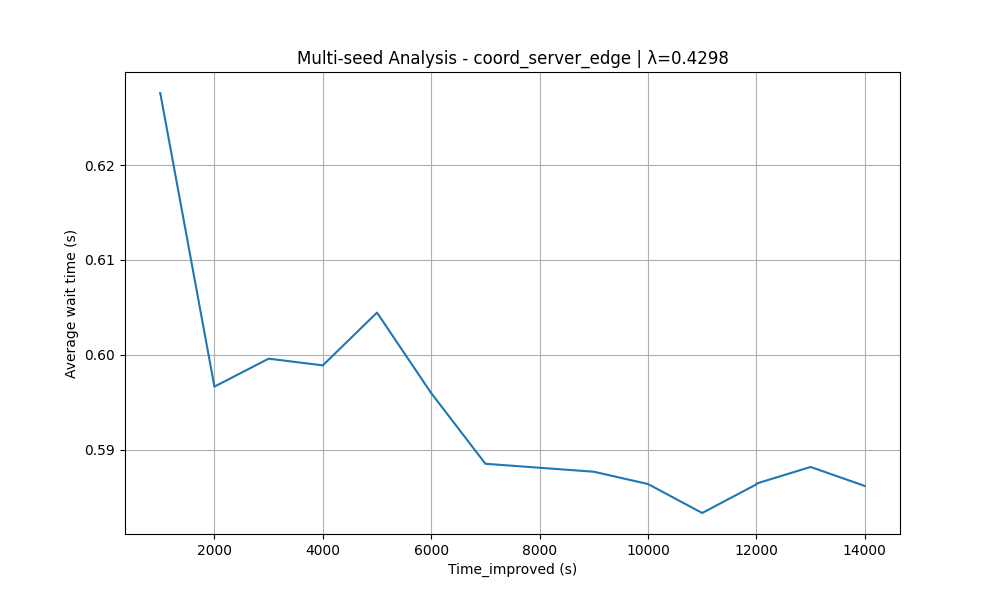 Multi-seed Analysis - coord_server_edge | λ=0.4298
Average wait time (s)
0.62
0.61
0.60
0.59
2000 4000 6000 8000 10000 12000 14000
Time_improved (s)